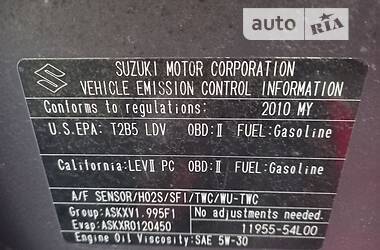 auto RIA
SUZUKI MOTOR CORPORATION
VEHICLE EMISSION CONTROL INFORMATION
Conforms to regulations: 2010 MY
U.S.EPA: T2B5 LDV OBD:Ⅱ FUEL:Gasoline
California:LEVⅡ PC OBD:Ⅱ FUEL:Gasoline
A/F SENSOR/HO2S/SFI/TWC/WU-TWC
Group:ASKXV1.995F1 No adjustments needed.
Evap:ASKXR0120450 11955-54L00
Engine Oil Viscosity:SAE 5W-30